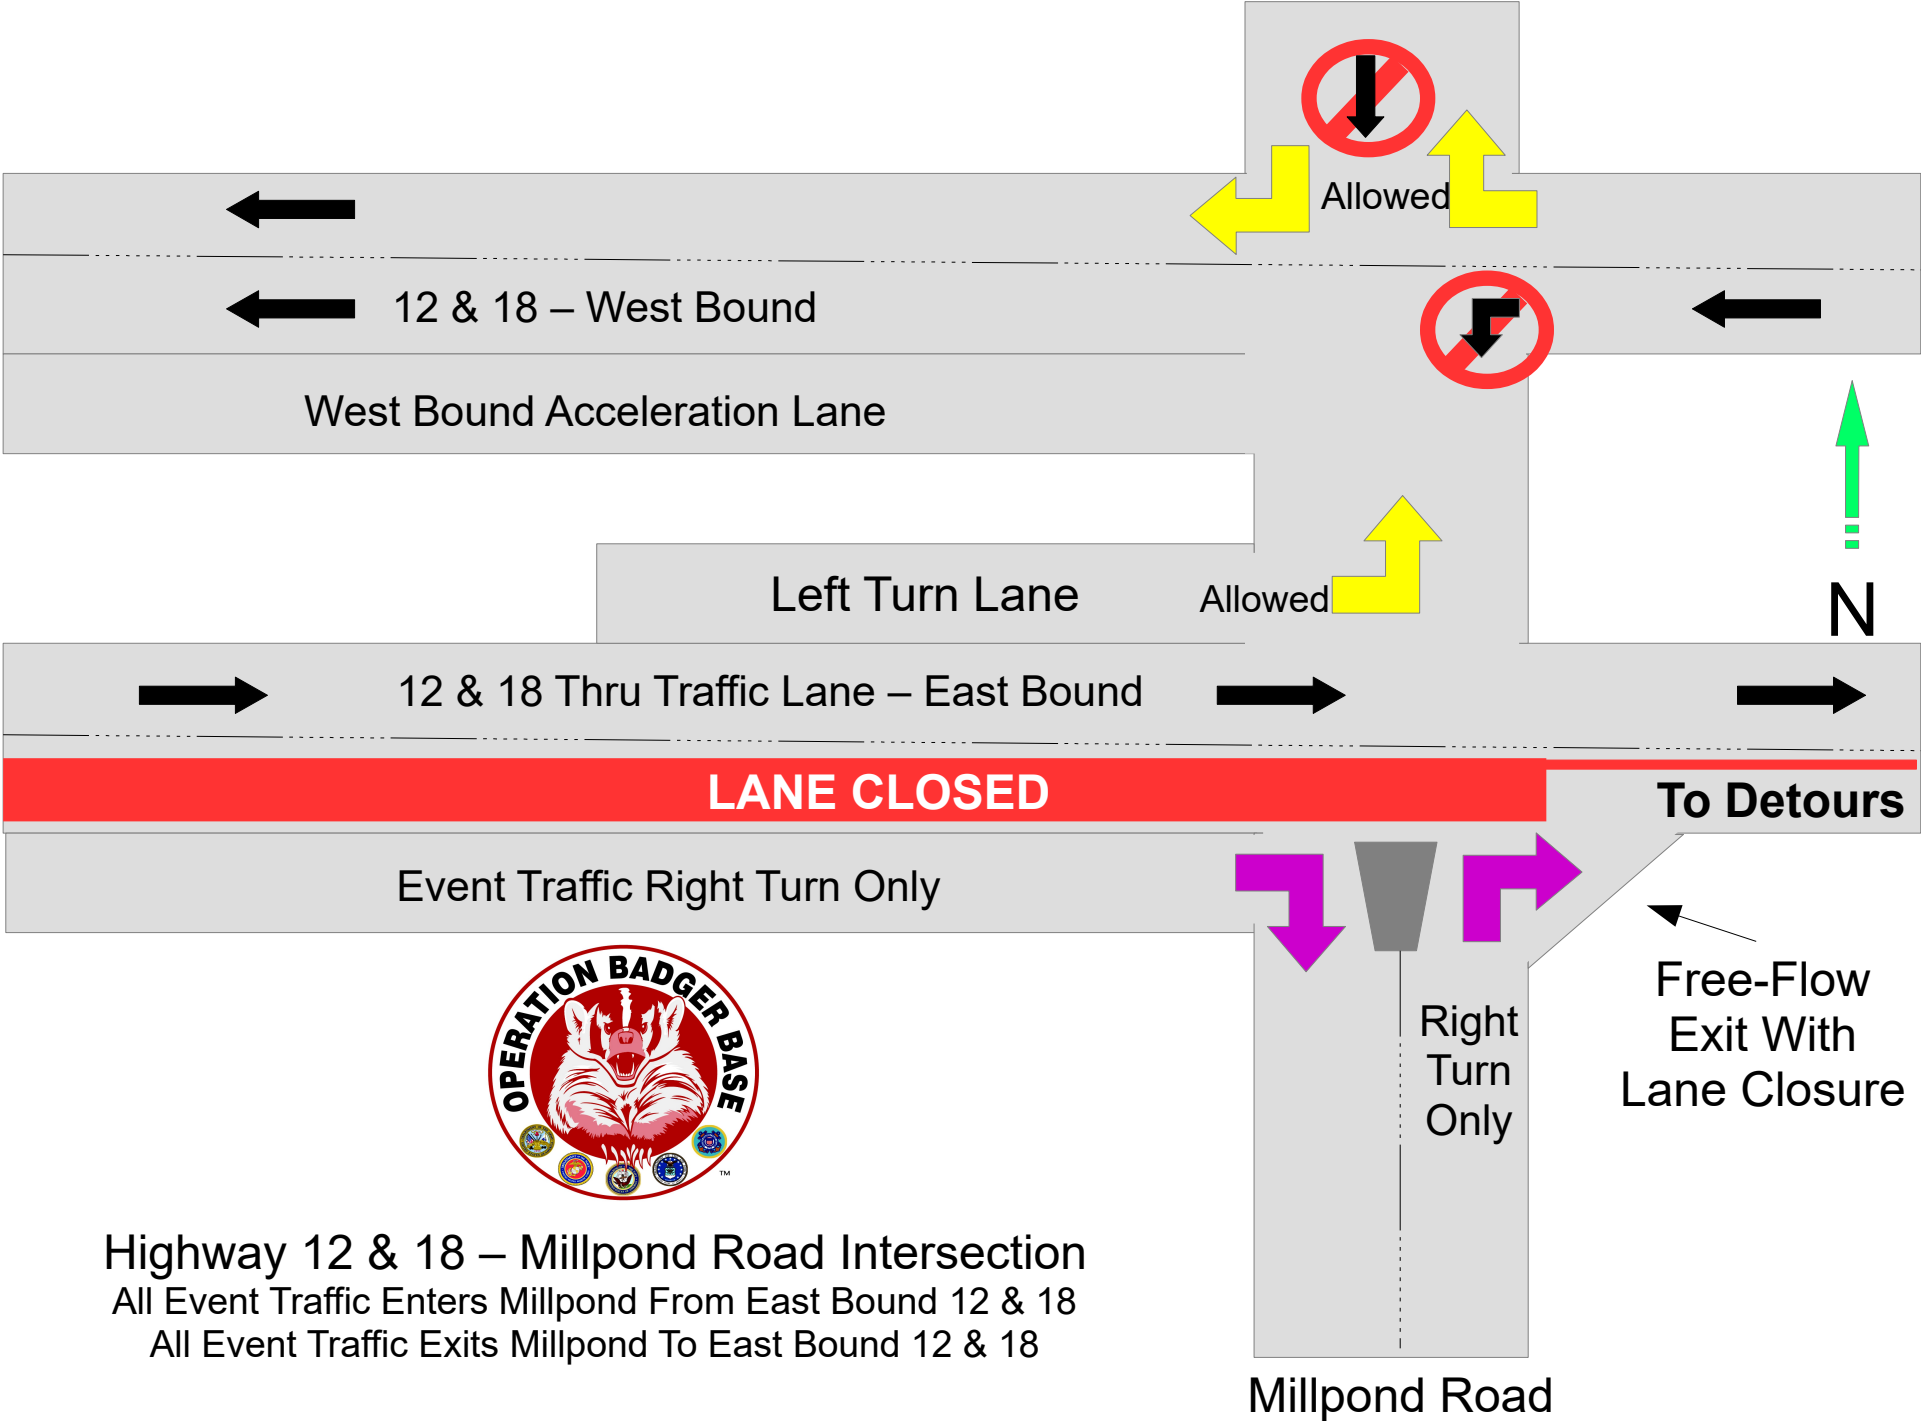 Allowed
12 & 18 – West Bound
West Bound Acceleration Lane
Left Turn Lane
Allowed
N
12 & 18 Thru Traffic Lane – East Bound
LANE CLOSED
To Detours
Event Traffic Right Turn Only
OPERATION BADGER BASE
TM
Right
Turn
Only
Free-Flow
Exit With
Lane Closure
Highway 12 & 18 – Millpond Road Intersection
All Event Traffic Enters Millpond From East Bound 12 & 18
All Event Traffic Exits Millpond To East Bound 12 & 18
Millpond Road